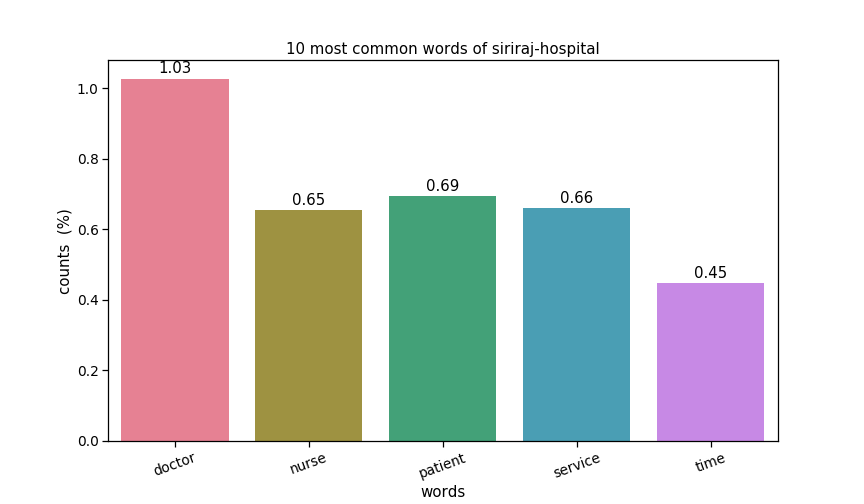 10 most common words of siriraj-hospital
1.03
0.65
0.69
0.66
0.45
1.0
0.8
0.6
0.4
0.2
0.0
counts (%)
doctor
nurse
patient
service
time
words